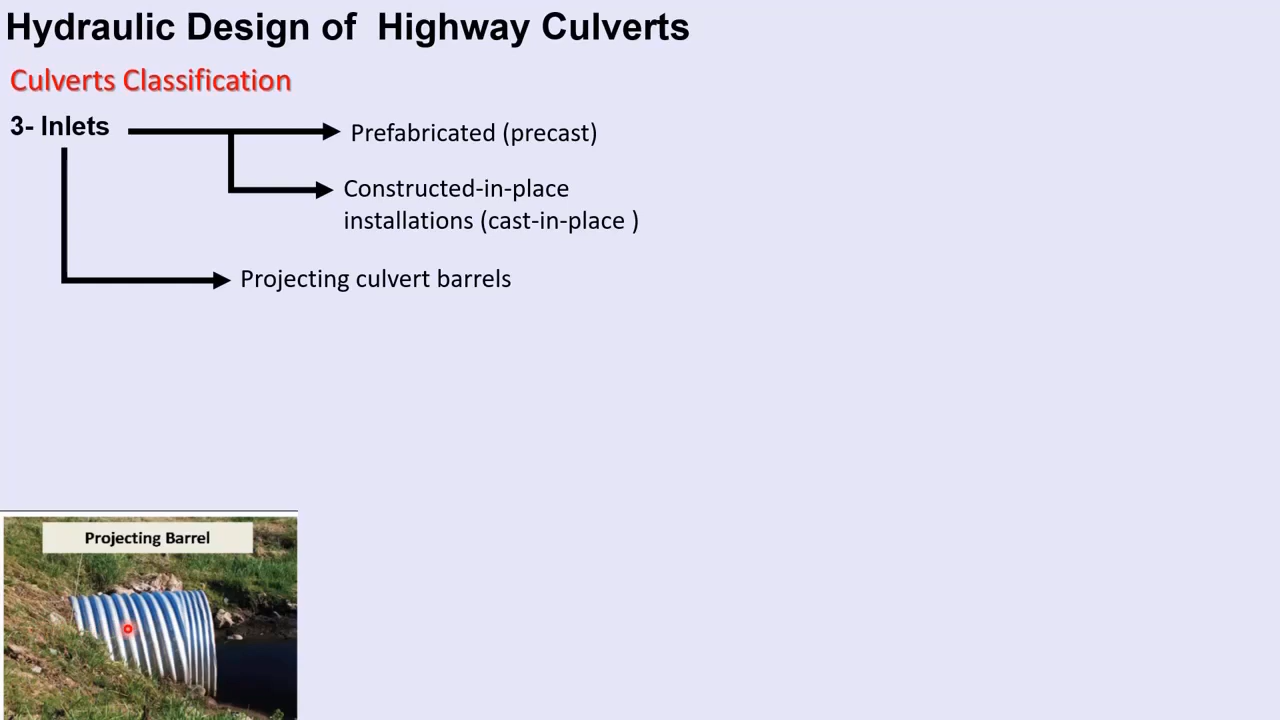 Hydraulic Design of Highway Culverts
Culverts Classification
3- Inlets
Prefabricated (precast)
Constructed-in-place
installations (cast-in-place )
Projecting culvert barrels
Projecting Barrel